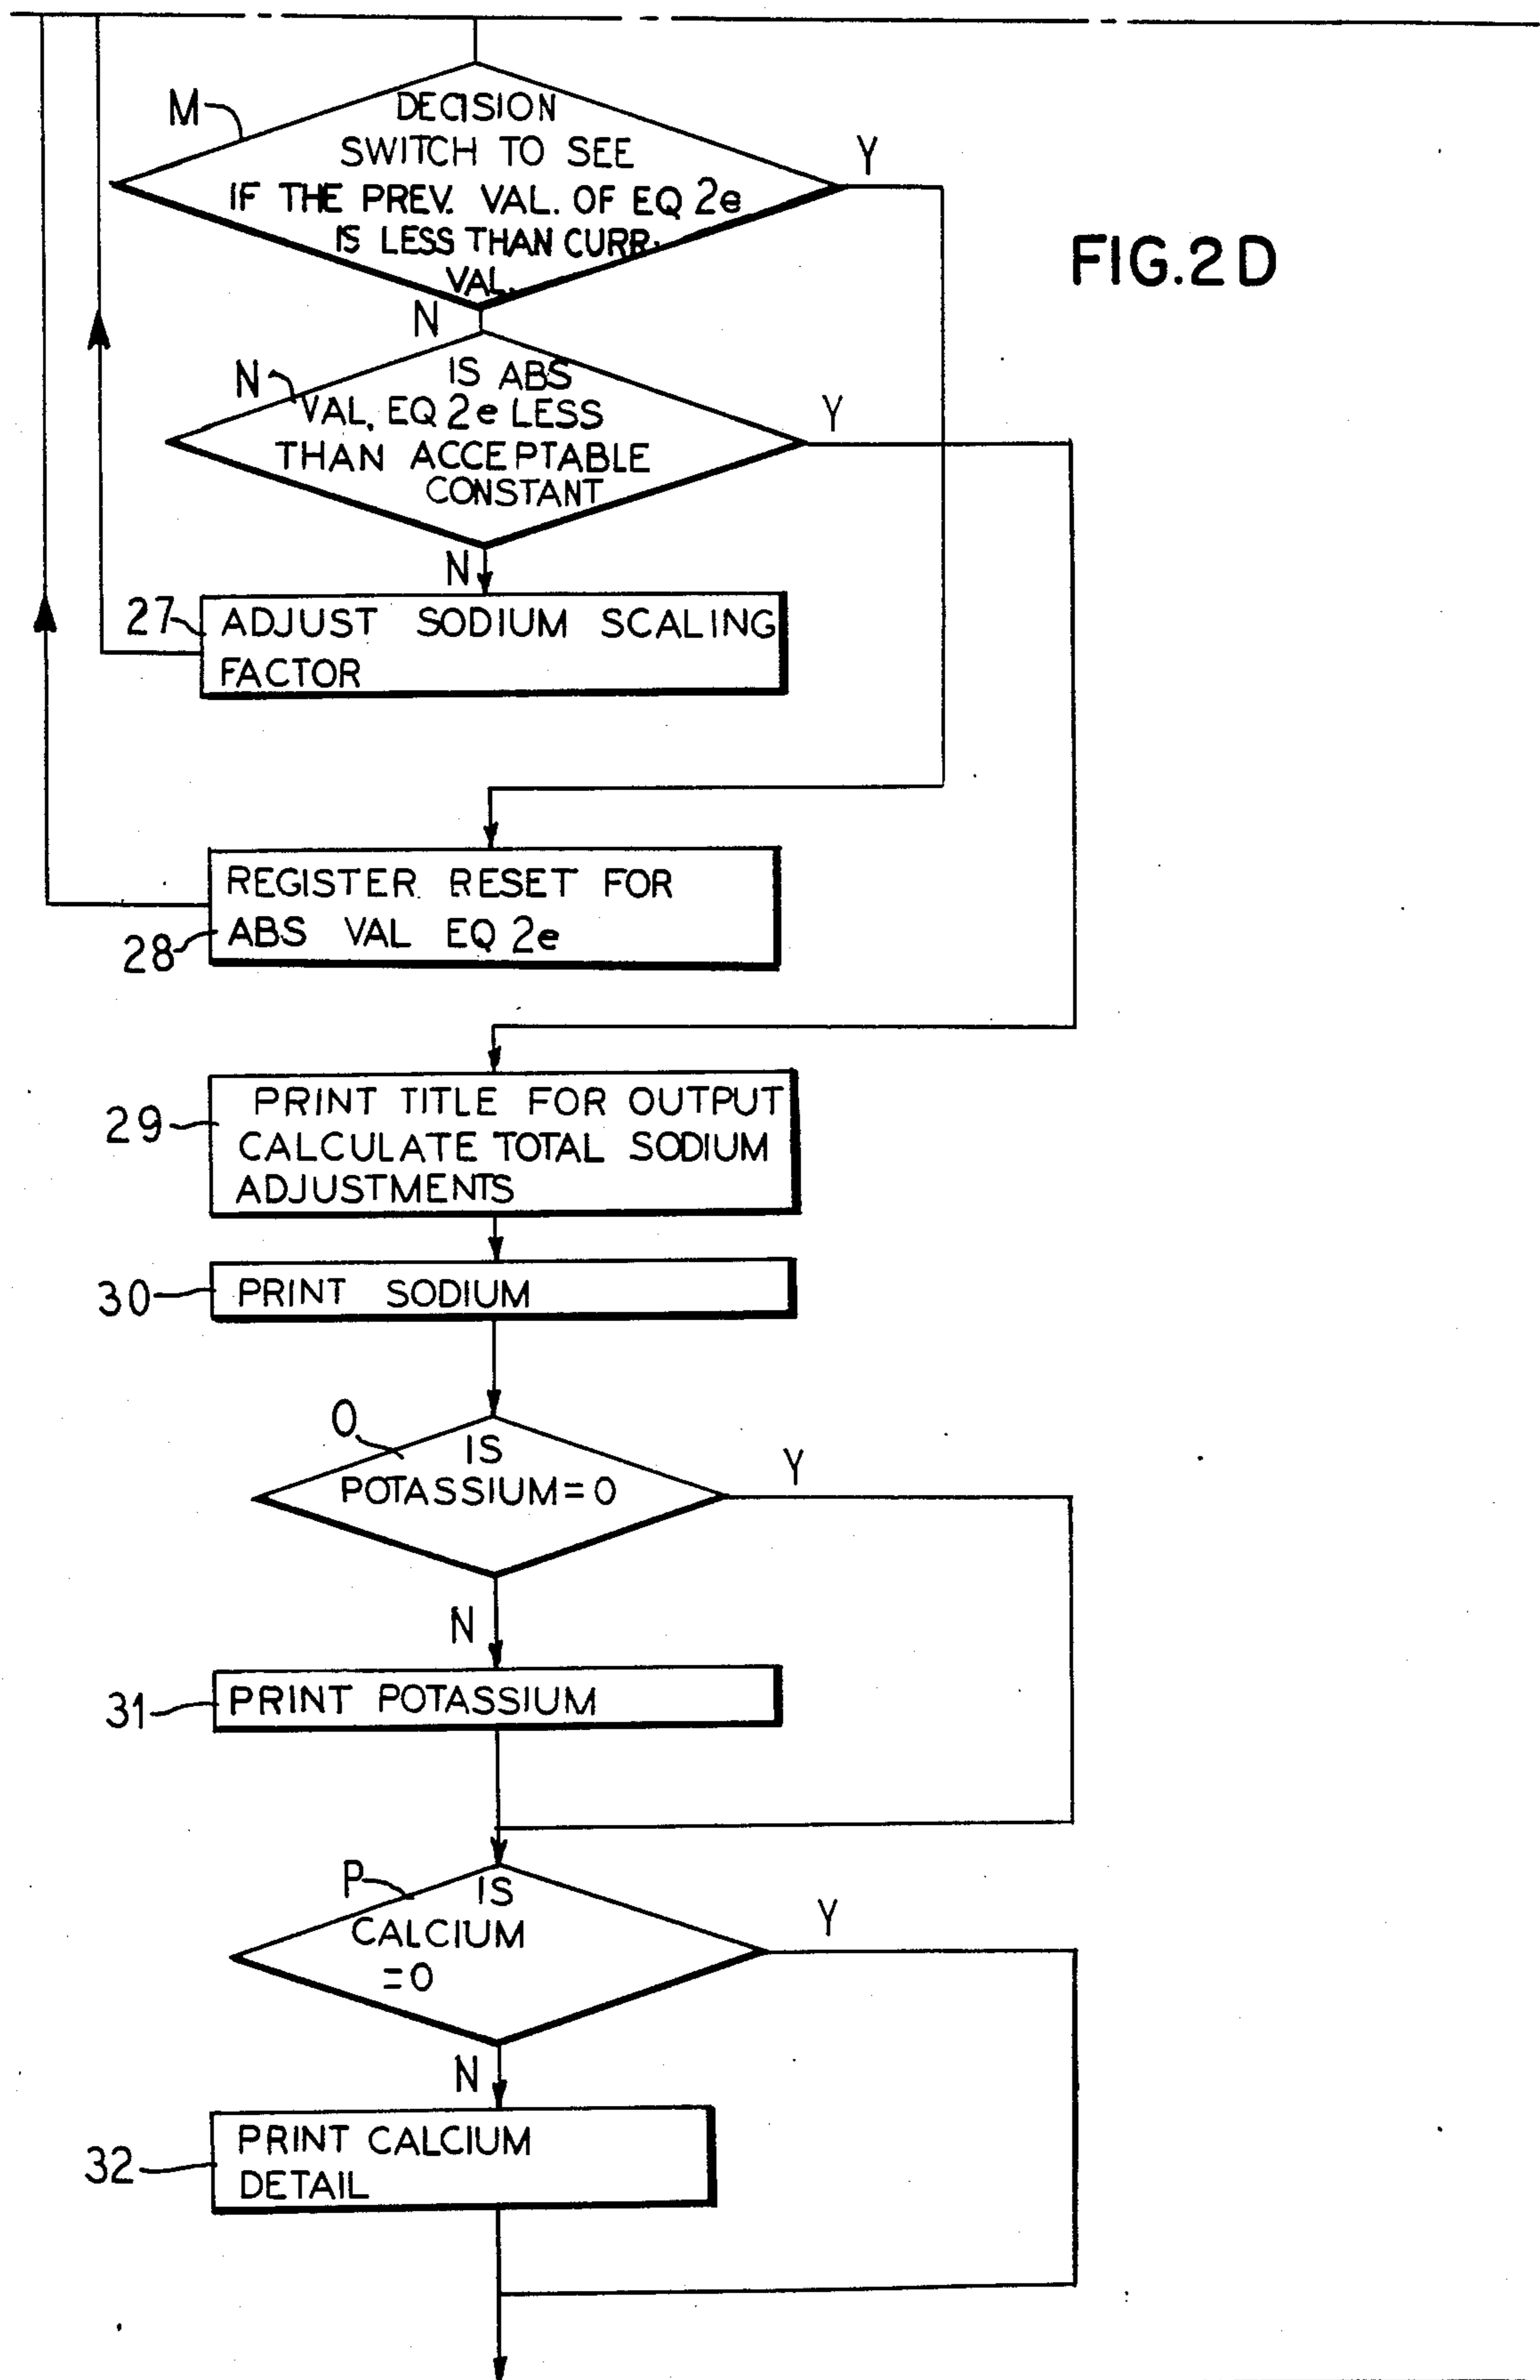 M
DECISION
SWITCH TO SEE
IF THE PREV. VAL. OF EQ 2e
IS LESS THAN CURR.
VAL.
Y
FIG.2D
N
N
IS ABS
VAL, EQ 2e LESS
THAN ACCEPTABLE
CONSTANT
Y
N
27
ADJUST SODIUM SCALING
FACTOR
REGISTER RESET FOR
ABS VAL EQ 2e
28
PRINT TITLE FOR OUTPUT
29
CALCULATE TOTAL SODIUM
ADJUSTMENTS
30
PRINT SODIUM
O
IS
POTASSIUM=0
Y
N
31
PRINT POTASSIUM
P
IS
CALCIUM
=0
Y
N
PRINT CALCIUM
32
DETAIL